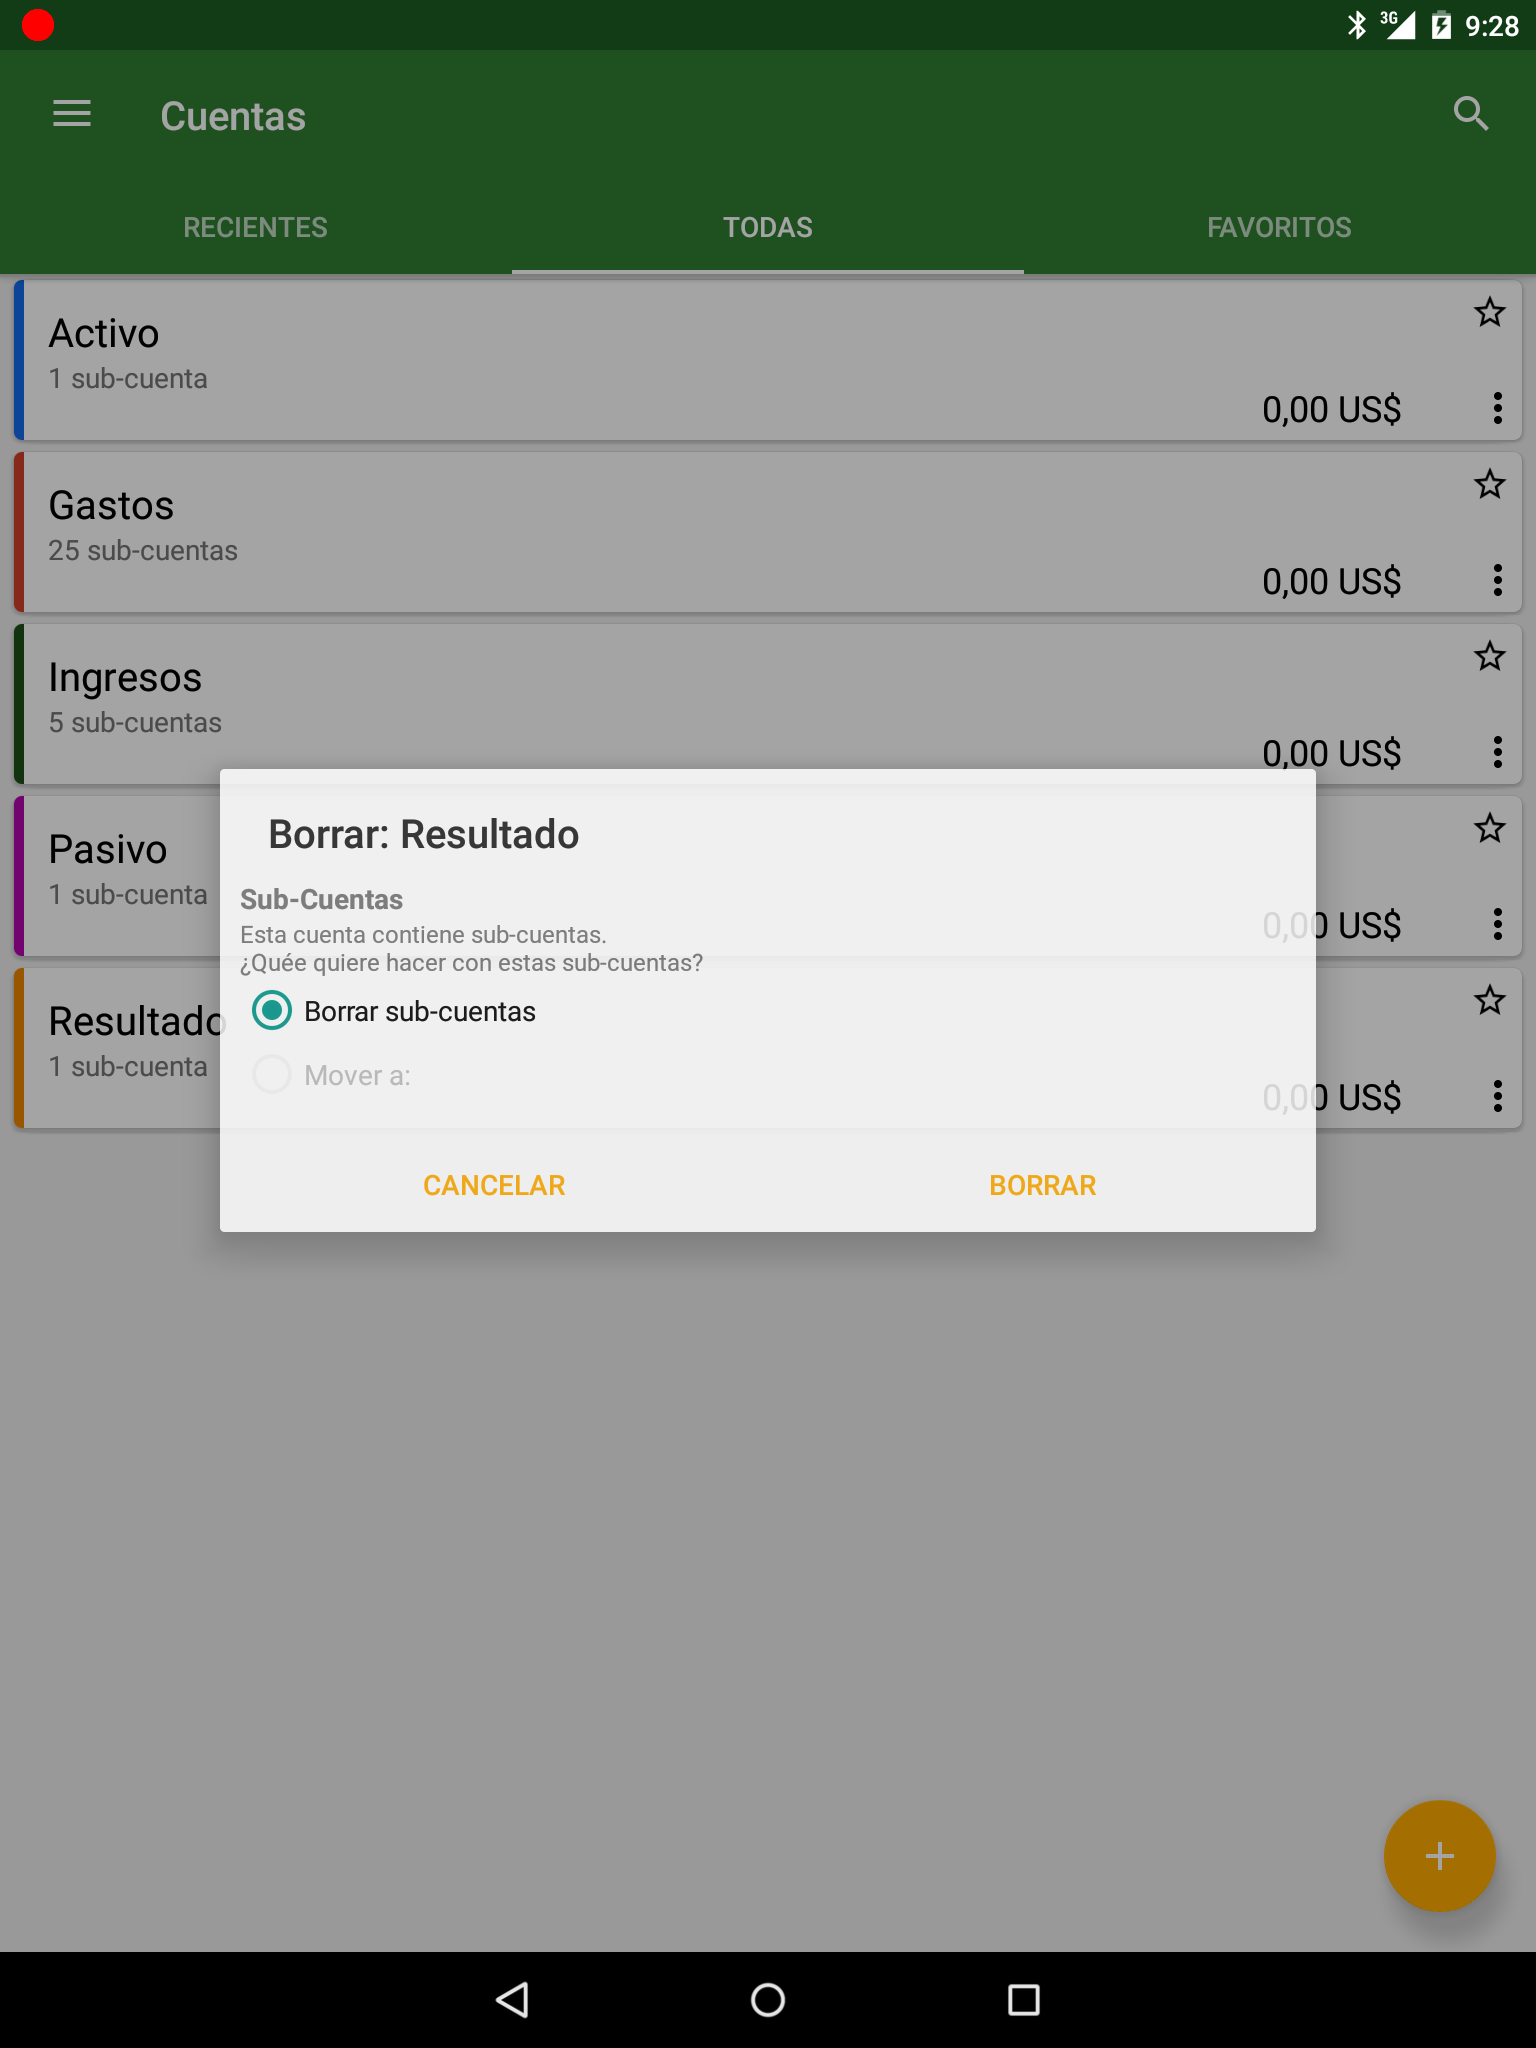 3G 9:28
Cuentas
RECIENTES TODAS FAVORITOS
Activo
1 sub-cuenta
0,00 US$
Gastos
25 sub-cuentas
0,00 US$
Ingresos
5 sub-cuentas
0,00 US$
Pasivo
1 sub-cuenta
0,00 US$
Resultado
1 sub-cuenta
0,00 US$
Borrar: Resultado
Sub-Cuentas
Esta cuenta contiene sub-cuentas.
¿Quée quiere hacer con estas sub-cuentas?
Borrar sub-cuentas
Mover a:
CANCELAR BORRAR